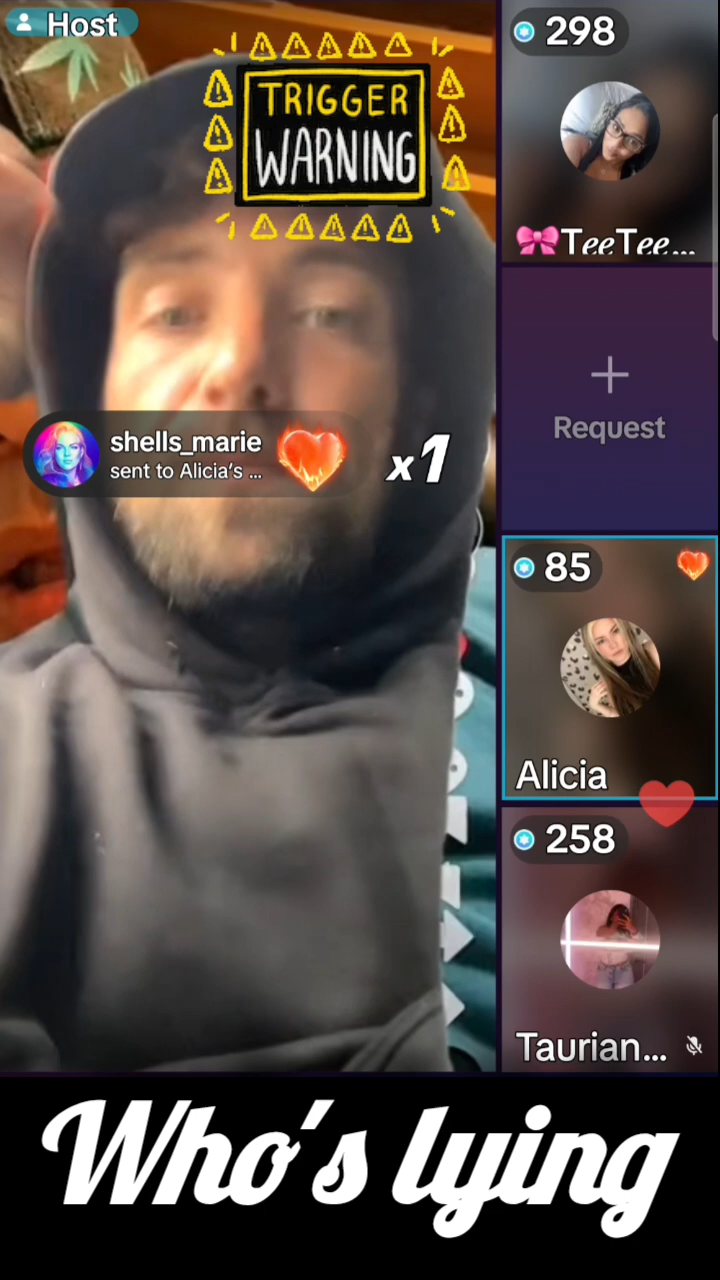 Host
TRIGGER
WARNING
298
🎀TeeTee...
Request
shells_marie
sent to Alicia's ...
x1
85
Alicia
258
Taurian...
Who's lying